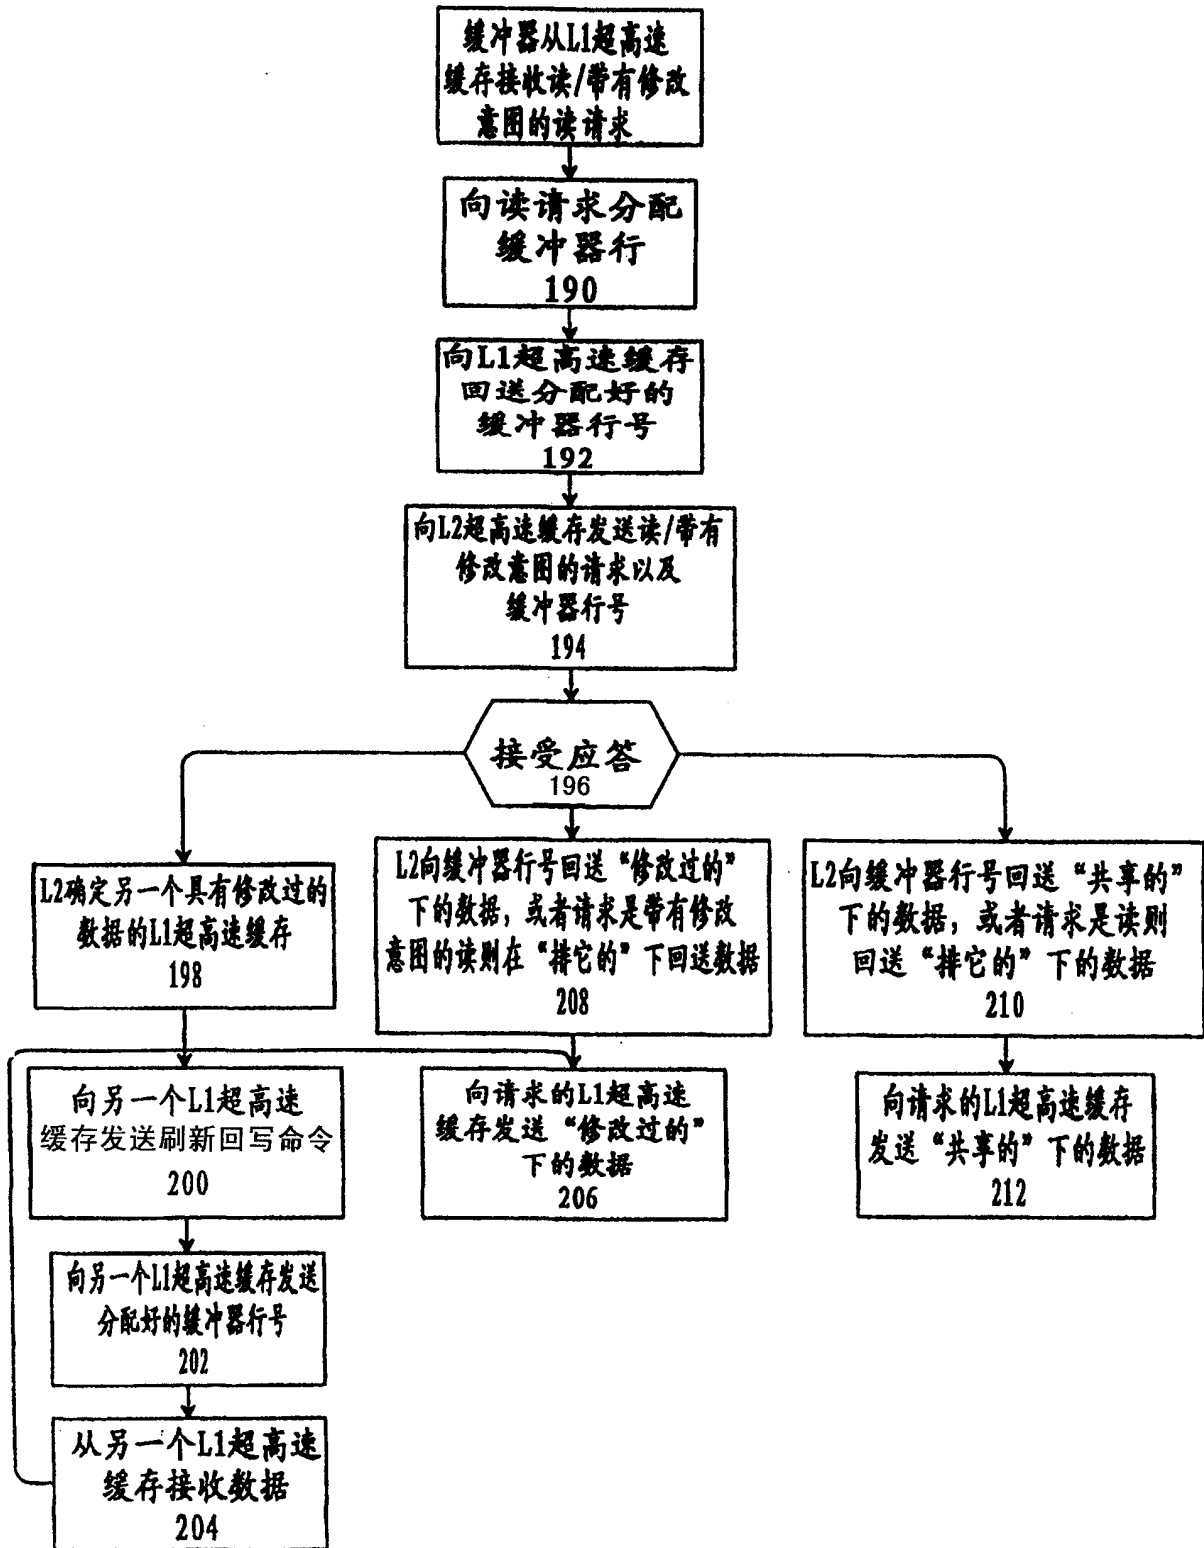 缓冲器从L1超高速
缓存接收读/带有修改
意图的读请求
向读请求分配
缓冲器行
190
向L1超高速缓存
回送分配好的
缓冲器行号
192
向L2超高速缓存发送读/带有
修改意图的请求以及
缓冲器行号
194
接受应答
196
L2确定另一个具有修改过的
数据的L1超高速缓存
198
L2向缓冲器行号回送“修改过的”
下的数据，或者请求是带有修改
意图的读则在“排它的”下回送数据
208
L2向缓冲器行号回送“共享的”
下的数据，或者请求是读则
回送“排它的”下的数据
210
向另一个L1超高速
缓存发送刷新回写命令
200
向请求的L1超高速
缓存发送“修改过的”
下的数据
206
向请求的L1超高速缓存
发送“共享的”下的数据
212
向另一个L1超高速缓存发送
分配好的缓冲器行号
202
从另一个L1超高速
缓存接收数据
204